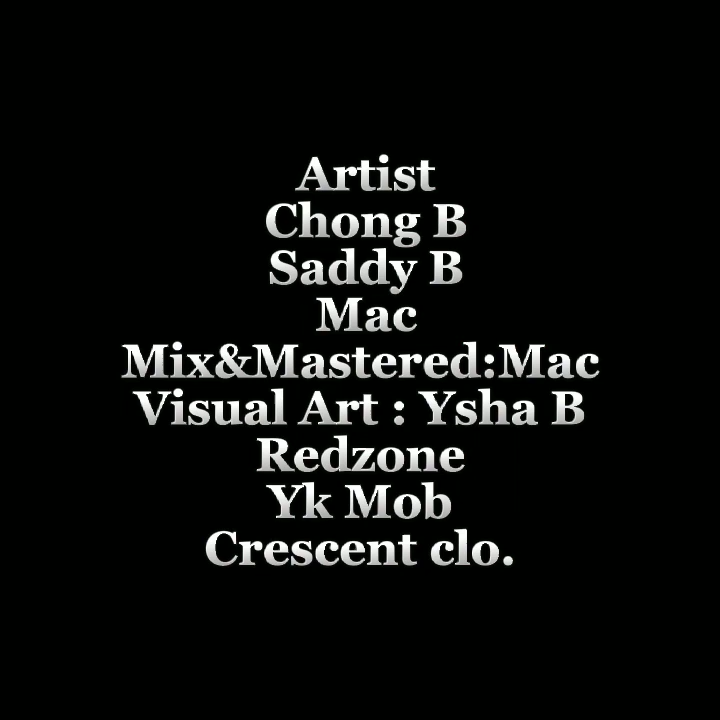 Artist
Chong B
Saddy B
Mac
Mix&Mastered:Mac
Visual Art : Ysha B
Redzone
Yk Mob
Crescent clo.